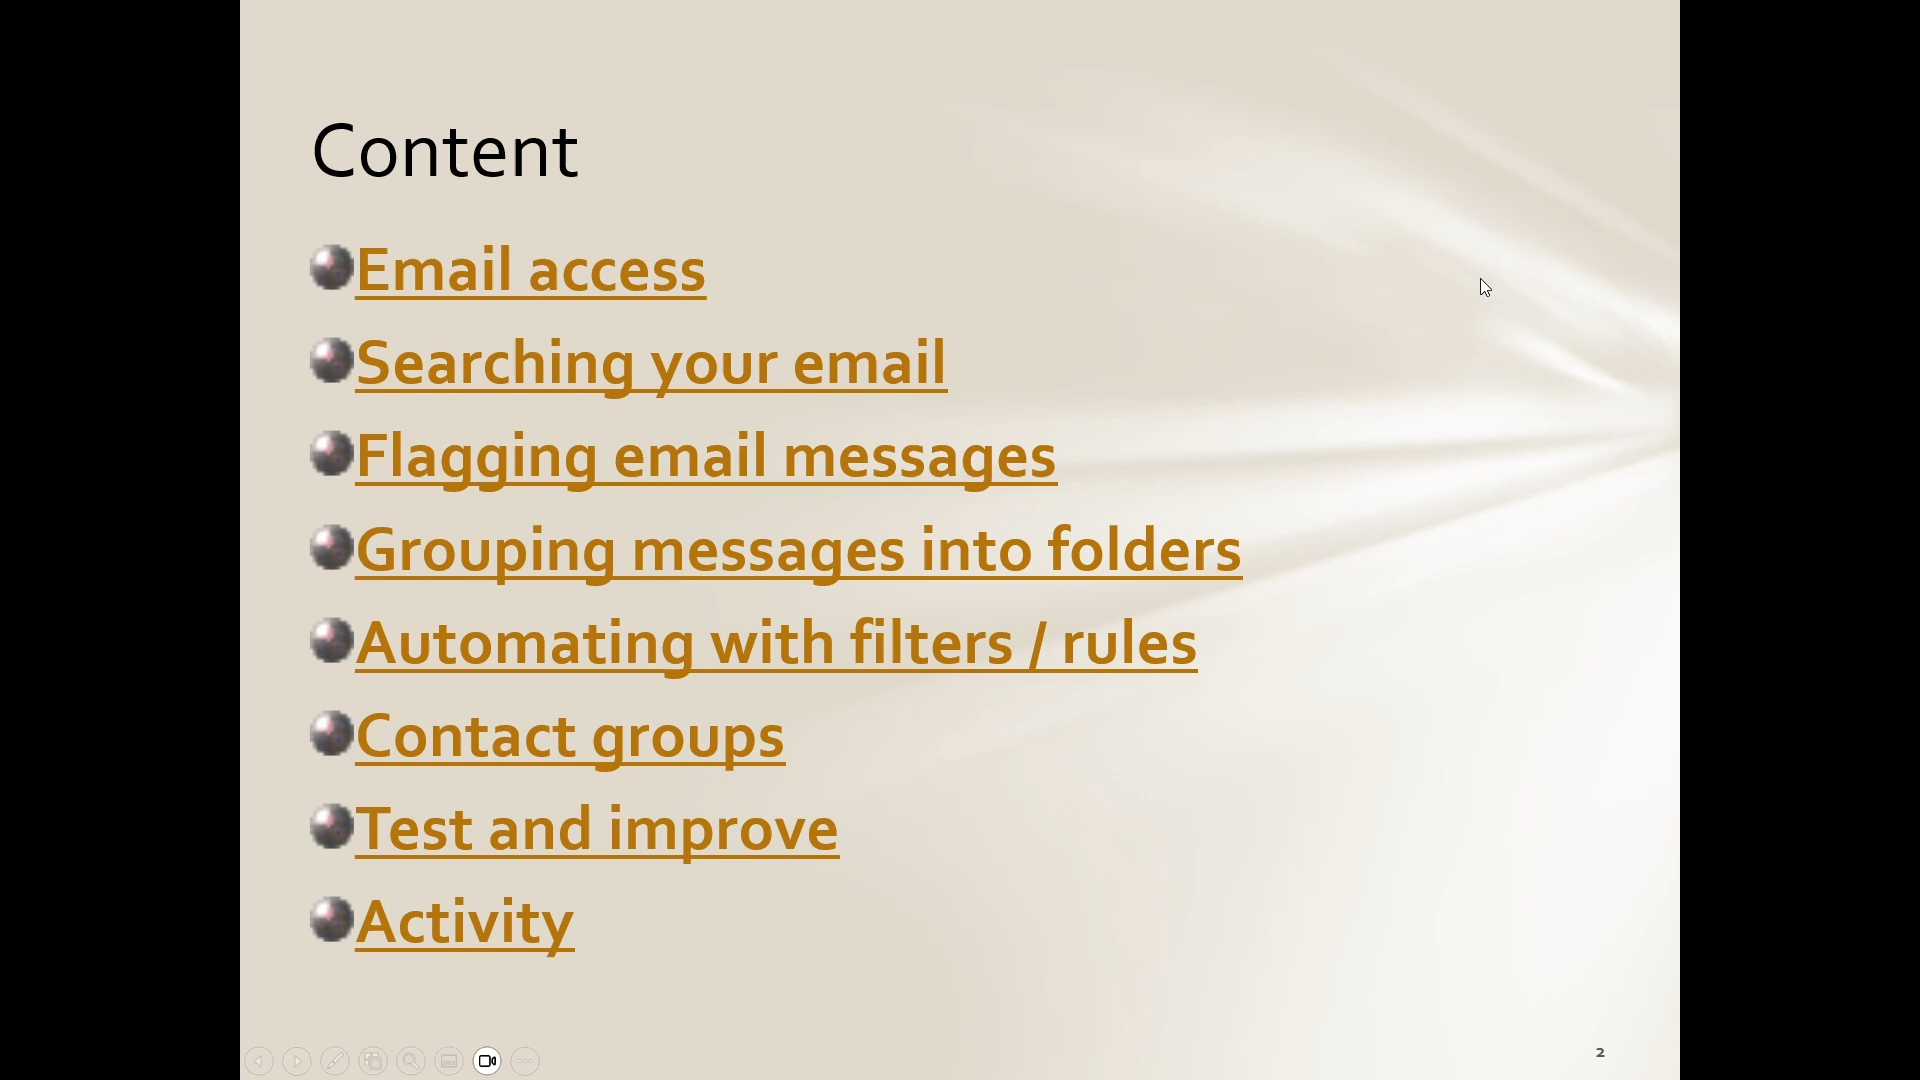 Content
Email access
Searching your email
Flagging email messages
Grouping messages into folders
Automating with filters / rules
Contact groups
Test and improve
Activity
2